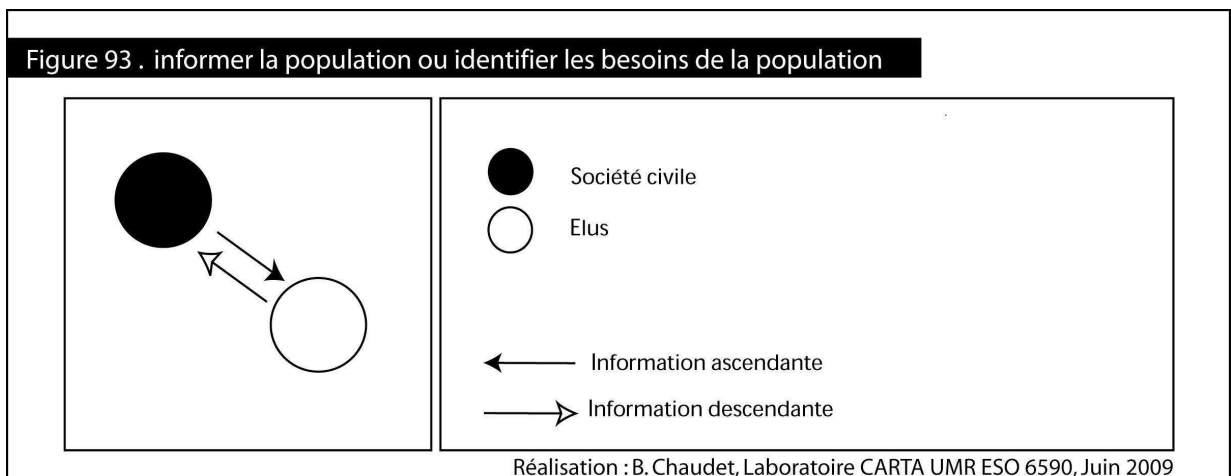 Figure 93 . informer la population ou identifier les besoins de la population
Société civile
Elus
Information ascendante
Information descendante
Réalisation : B. Chaudet, Laboratoire CARTA UMR ESO 6590, Juin 2009